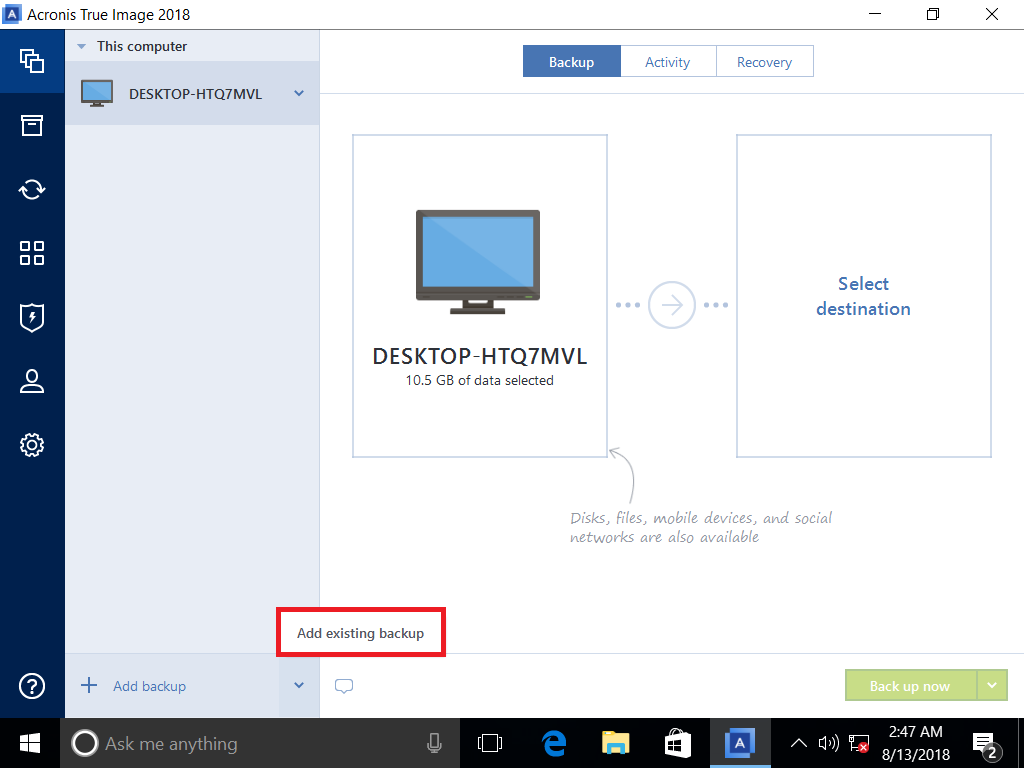 Acronis True Image 2018
This computer
DESKTOP-HTQ7MVL
Backup
Activity
Recovery
DESKTOP-HTQ7MVL
10.5 GB of data selected
Select
destination
Disks, files, mobile devices, and social
networks are also available
Add existing backup
Add backup
Back up now
Ask me anything
2:47 AM
8/13/2018
2